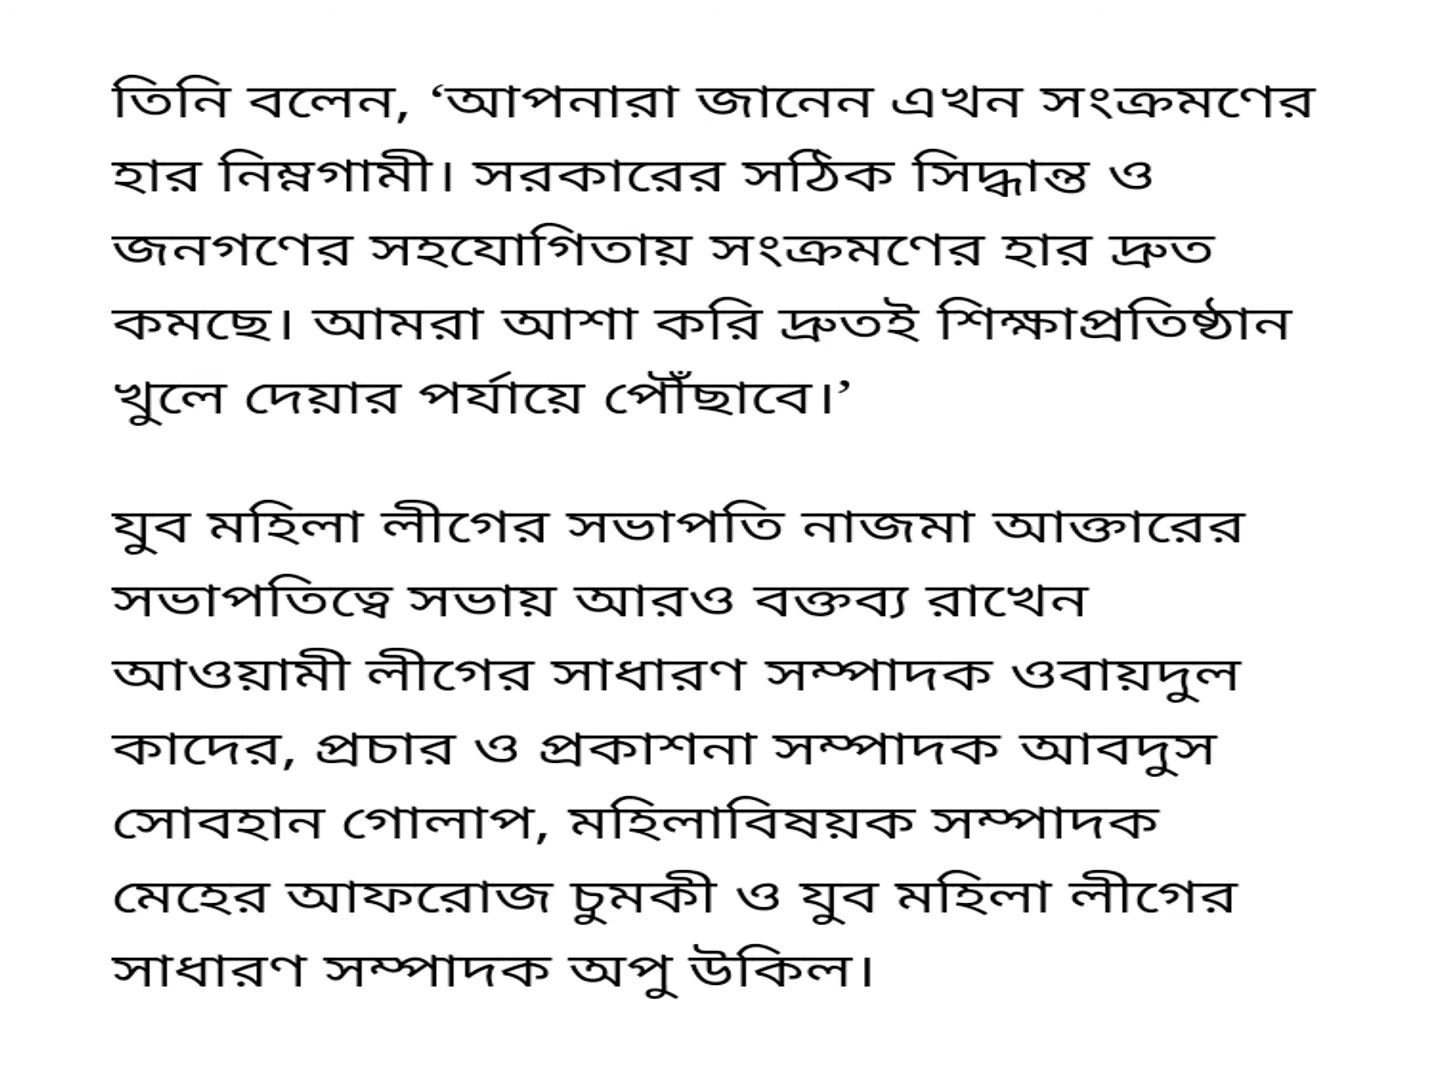 তিনি বলেন, ‘আপনারা জানেন এখন সংক্রমণের
হার নিম্নগামী। সরকারের সঠিক সিদ্ধান্ত ও
জনগণের সহযোগিতায় সংক্রমণের হার দ্রুত
কমছে। আমরা আশা করি দ্রুতই শিক্ষাপ্রতিষ্ঠান
খুলে দেয়ার পর্যায়ে পৌঁছাবে।’
যুব মহিলা লীগের সভাপতি নাজমা আক্তারের
সভাপতিত্বে সভায় আরও বক্তব্য রাখেন
আওয়ামী লীগের সাধারণ সম্পাদক ওবায়দুল
কাদের, প্রচার ও প্রকাশনা সম্পাদক আবদুস
সোবহান গোলাপ, মহিলাবিষয়ক সম্পাদক
মেহের আফরোজ চুমকী ও যুব মহিলা লীগের
সাধারণ সম্পাদক অপু উকিল।